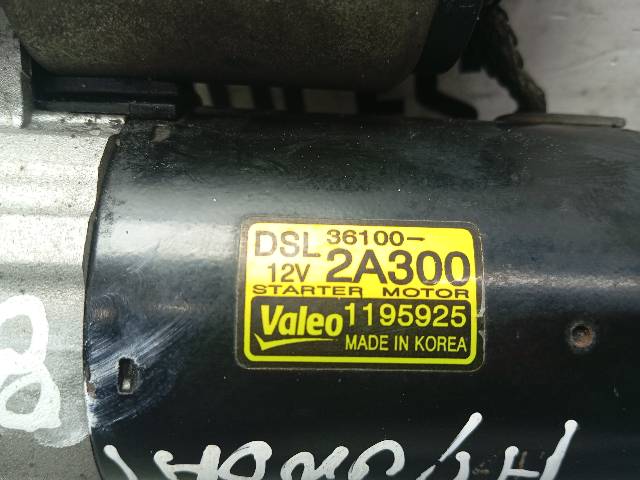 DSL 36100-
12V 2A300
STARTER MOTOR
Valeo 1195925
MADE IN KOREA